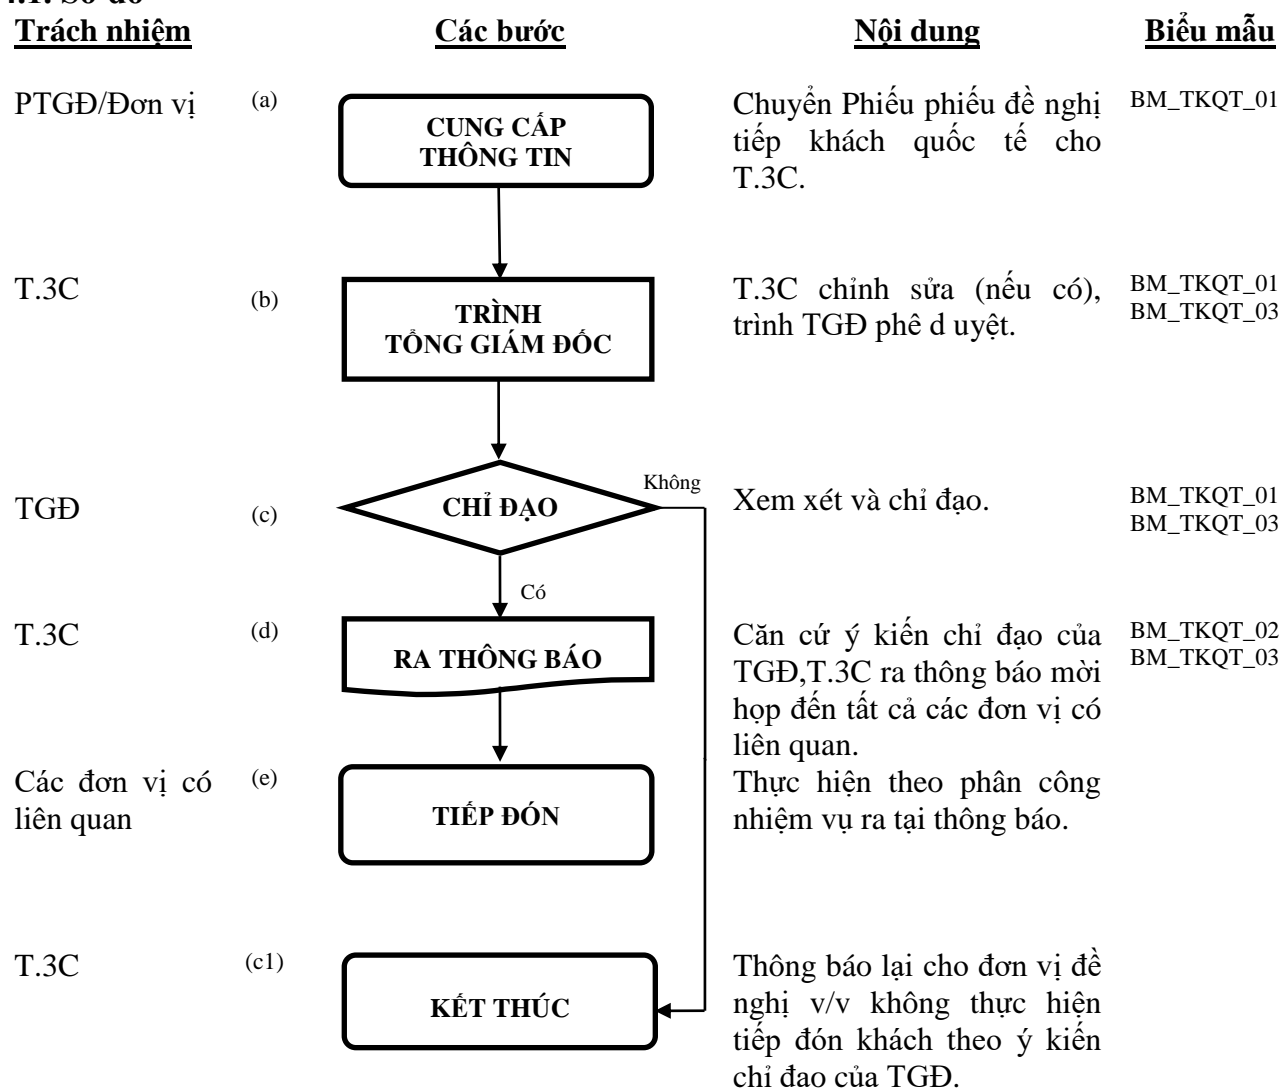 4.1. Sơ đồ
Trách nhiệm Các bước Nội dung Biểu mẫu
PTGĐ/Đơn vị (a) CUNG CẤP
THÔNG TIN
Chuyển Phiếu phiếu đề nghị
tiếp khách quốc tế cho
T.3C.
BM_TKQT_01
T.3C (b) TRÌNH
TỔNG GIÁM ĐỐC
T.3C chỉnh sửa (nếu có),
trình TGĐ phê d uyệt.
BM_TKQT_01
BM_TKQT_03
TGĐ (c) CHỈ ĐẠO
Không
Có
Xem xét và chỉ đạo.
BM_TKQT_01
BM_TKQT_03
T.3C (d) RA THÔNG BÁO
Căn cứ ý kiến chỉ đạo của
TGĐ,T.3C ra thông báo mời
họp đến tất cả các đơn vị có
liên quan.
BM_TKQT_02
BM_TKQT_03
Các đơn vị có
liên quan
(e) TIẾP ĐÓN
Thực hiện theo phân công
nhiệm vụ ra tại thông báo.
T.3C (c1) KẾT THÚC
Thông báo lại cho đơn vị đề
nghị v/v không thực hiện
tiếp đón khách theo ý kiến
chỉ đạo của TGĐ.